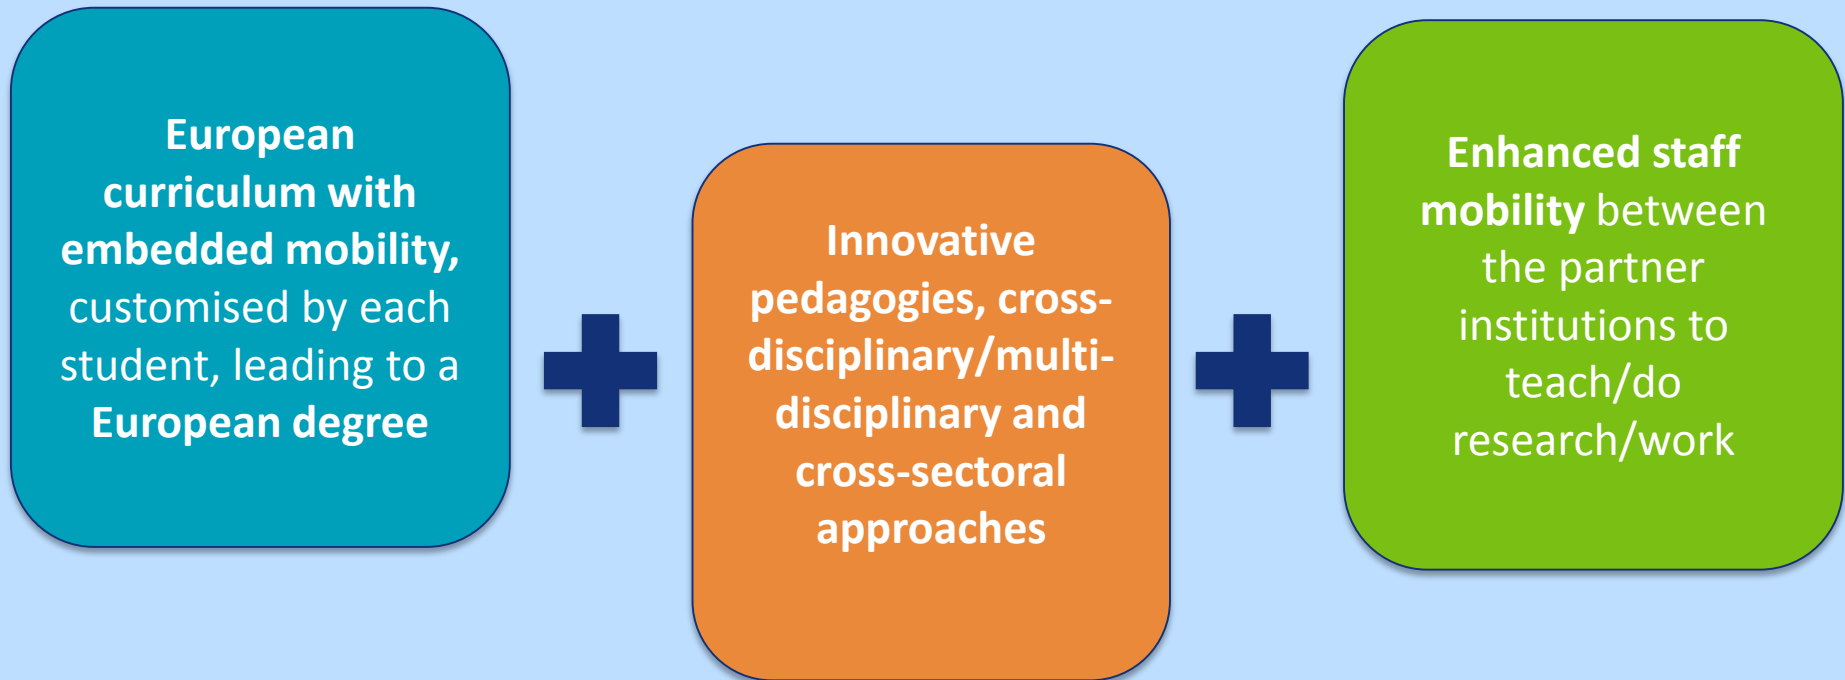 European
curriculum with
embedded mobility,
customised by each
student, leading to a
European degree
Innovative
pedagogies, cross-
disciplinary/multi-
disciplinary and
cross-sectoral
approaches
Enhanced staff
mobility between
the partner
institutions to
teach/do
research/work